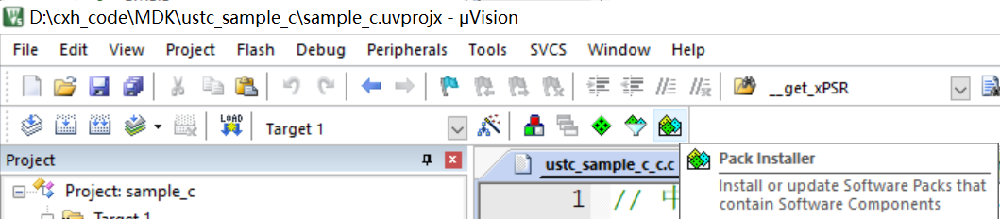 D:\cxh_code\MDK\ustc_sample_c\sample_c.uvprojx - µVision
File Edit View Project Flash Debug Peripherals Tools SVCS Window Help
__get_xPSR
LOAD
Target 1
Project
ustc_sample_c_c.c
Pack Installer
Install or update Software Packs that
contain Software Components
Project: sample_c
1 //
Target 1